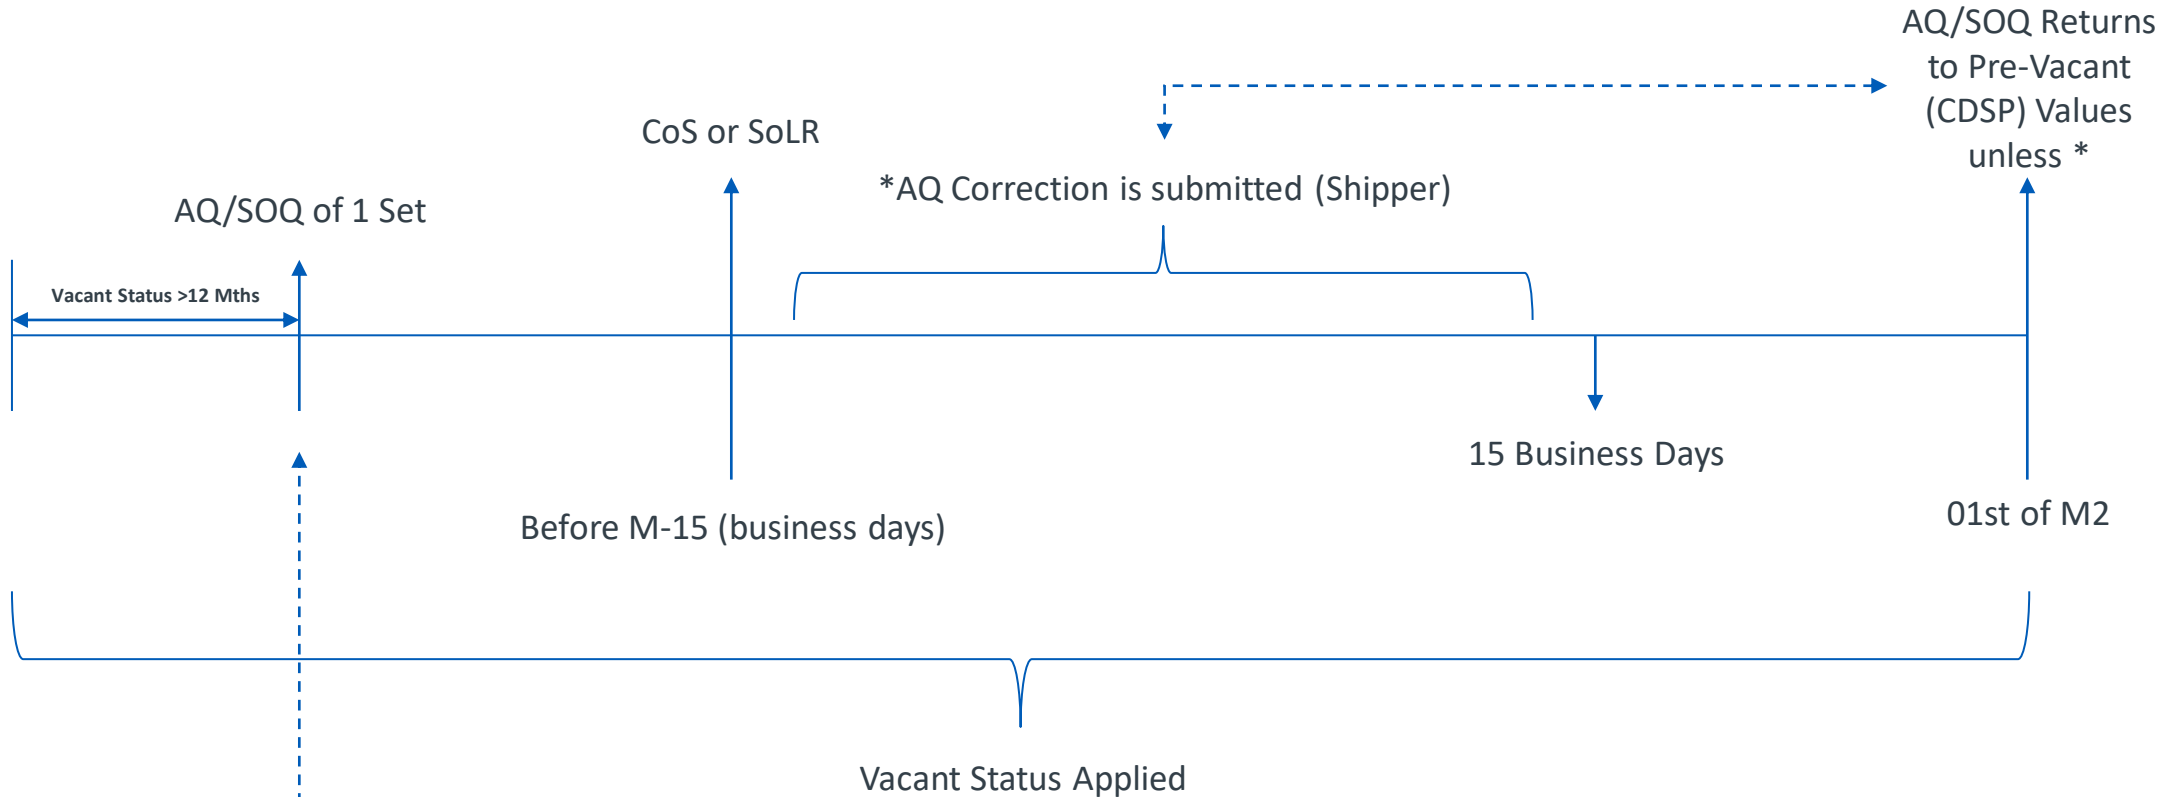 AQ/SOQ Returns
to Pre-Vacant
(CDSP) Values
unless *
CoS or SoLR
*AQ Correction is submitted (Shipper)
AQ/SOQ of 1 Set
Vacant Status >12 Mths
15 Business Days
Before M-15 (business days)
01st of M2
Vacant Status Applied